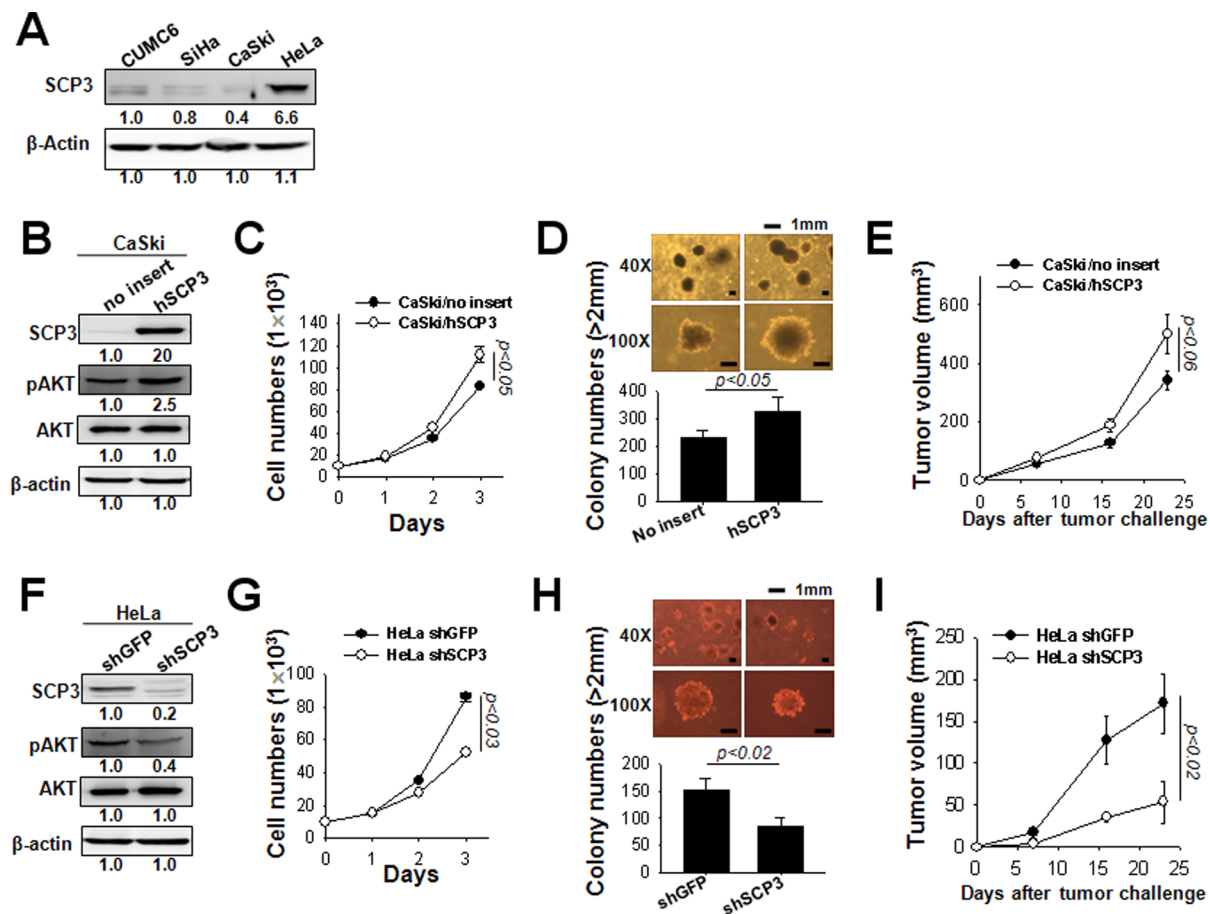 A
CUMC6 SiHa CaSki HeLa
SCP3
1.0 0.8 0.4 6.6
β-Actin
1.0 1.0 1.0 1.1
B
CaSki
no insert hSCP3
SCP3
1.0 20
pAKT
1.0 2.5
AKT
1.0 1.0
β-actin
1.0 1.0
C
CaSki/no insert
CaSki/hSCP3
Cell numbers (1×10³)
140
120
100
80
60
40
20
0
p<0.05
0 1 2 3
Days
D
1mm
40X
100X
p<0.05
Colony numbers (>2mm)
400
300
200
100
0
No insert hSCP3
E
CaSki/no insert
CaSki/hSCP3
Tumor volume (mm³)
600
400
200
0
p<0.06
0 5 10 15 20 25
Days after tumor challenge
F
HeLa
shGFP shSCP3
SCP3
1.0 0.2
pAKT
1.0 0.4
AKT
1.0 1.0
β-actin
1.0 1.0
G
HeLa shGFP
HeLa shSCP3
Cell numbers (1×10³)
100
80
60
40
20
0
p<0.03
0 1 2 3
Days
H
1mm
40X
100X
p<0.02
Colony numbers (>2mm)
200
150
100
50
0
shGFP shSCP3
I
HeLa shGFP
HeLa shSCP3
Tumor volume (mm³)
250
200
150
100
50
0
p<0.02
0 5 10 15 20 25
Days after tumor challenge